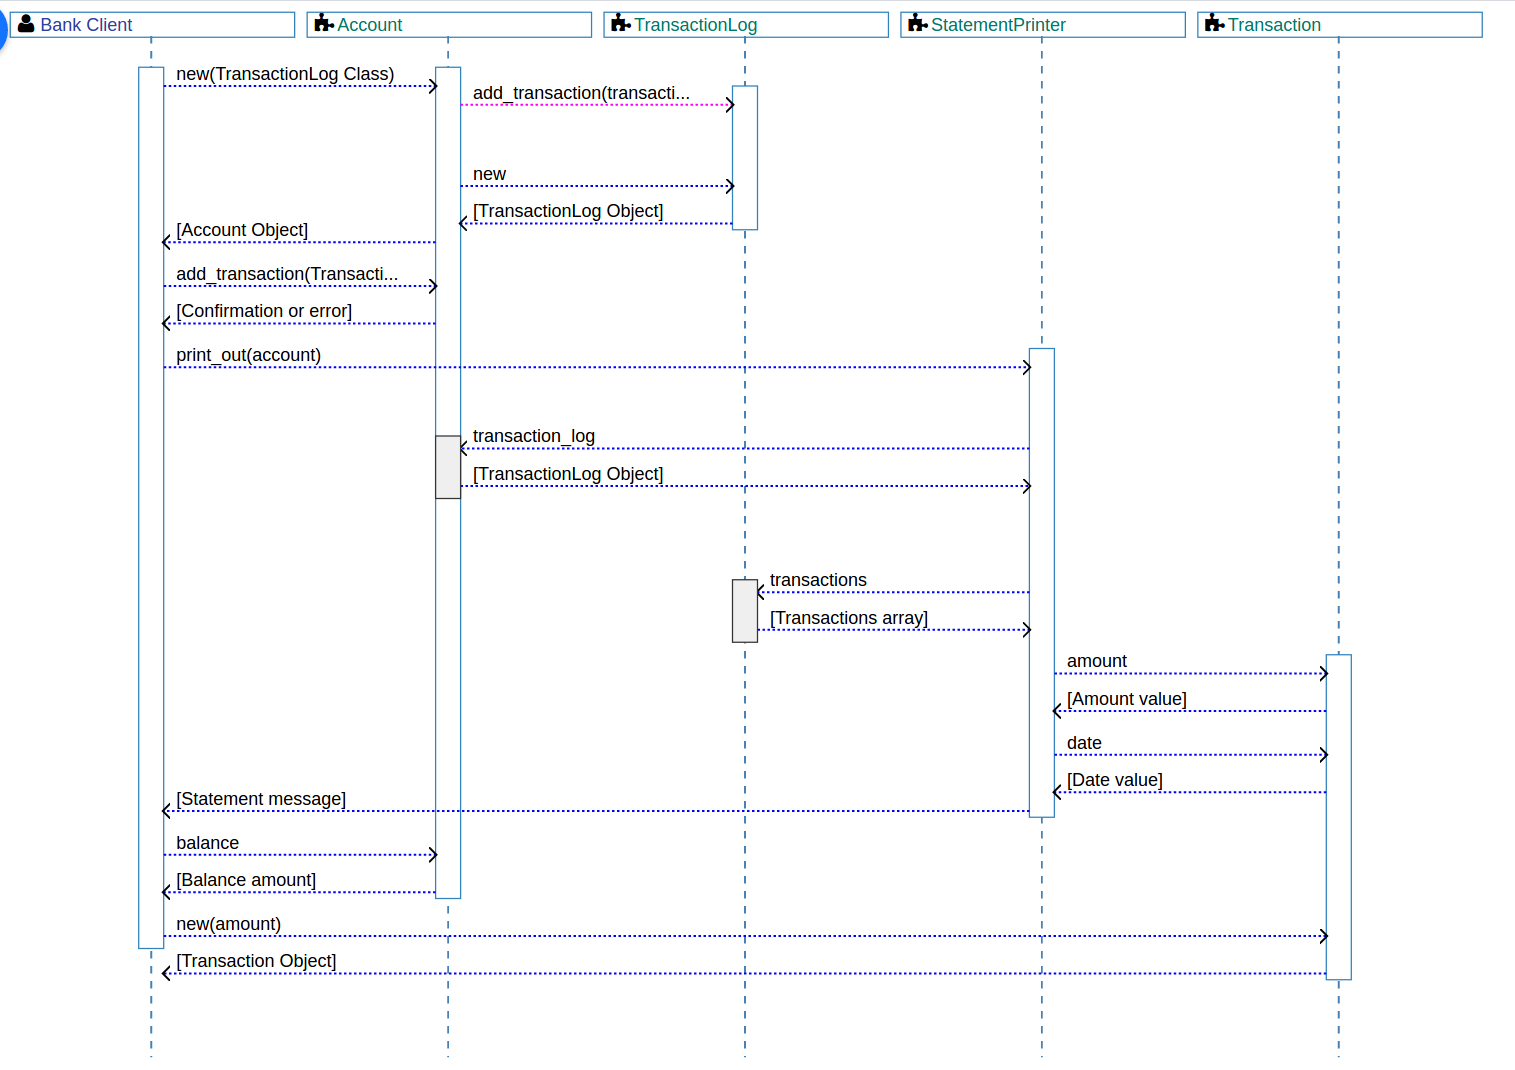 Bank Client
Account
TransactionLog
StatementPrinter
Transaction
new(TransactionLog Class)
add_transaction(transacti...
new
[TransactionLog Object]
[Account Object]
add_transaction(Transacti...
[Confirmation or error]
print_out(account)
transaction_log
[TransactionLog Object]
transactions
[Transactions array]
amount
[Amount value]
date
[Date value]
[Statement message]
balance
[Balance amount]
new(amount)
[Transaction Object]